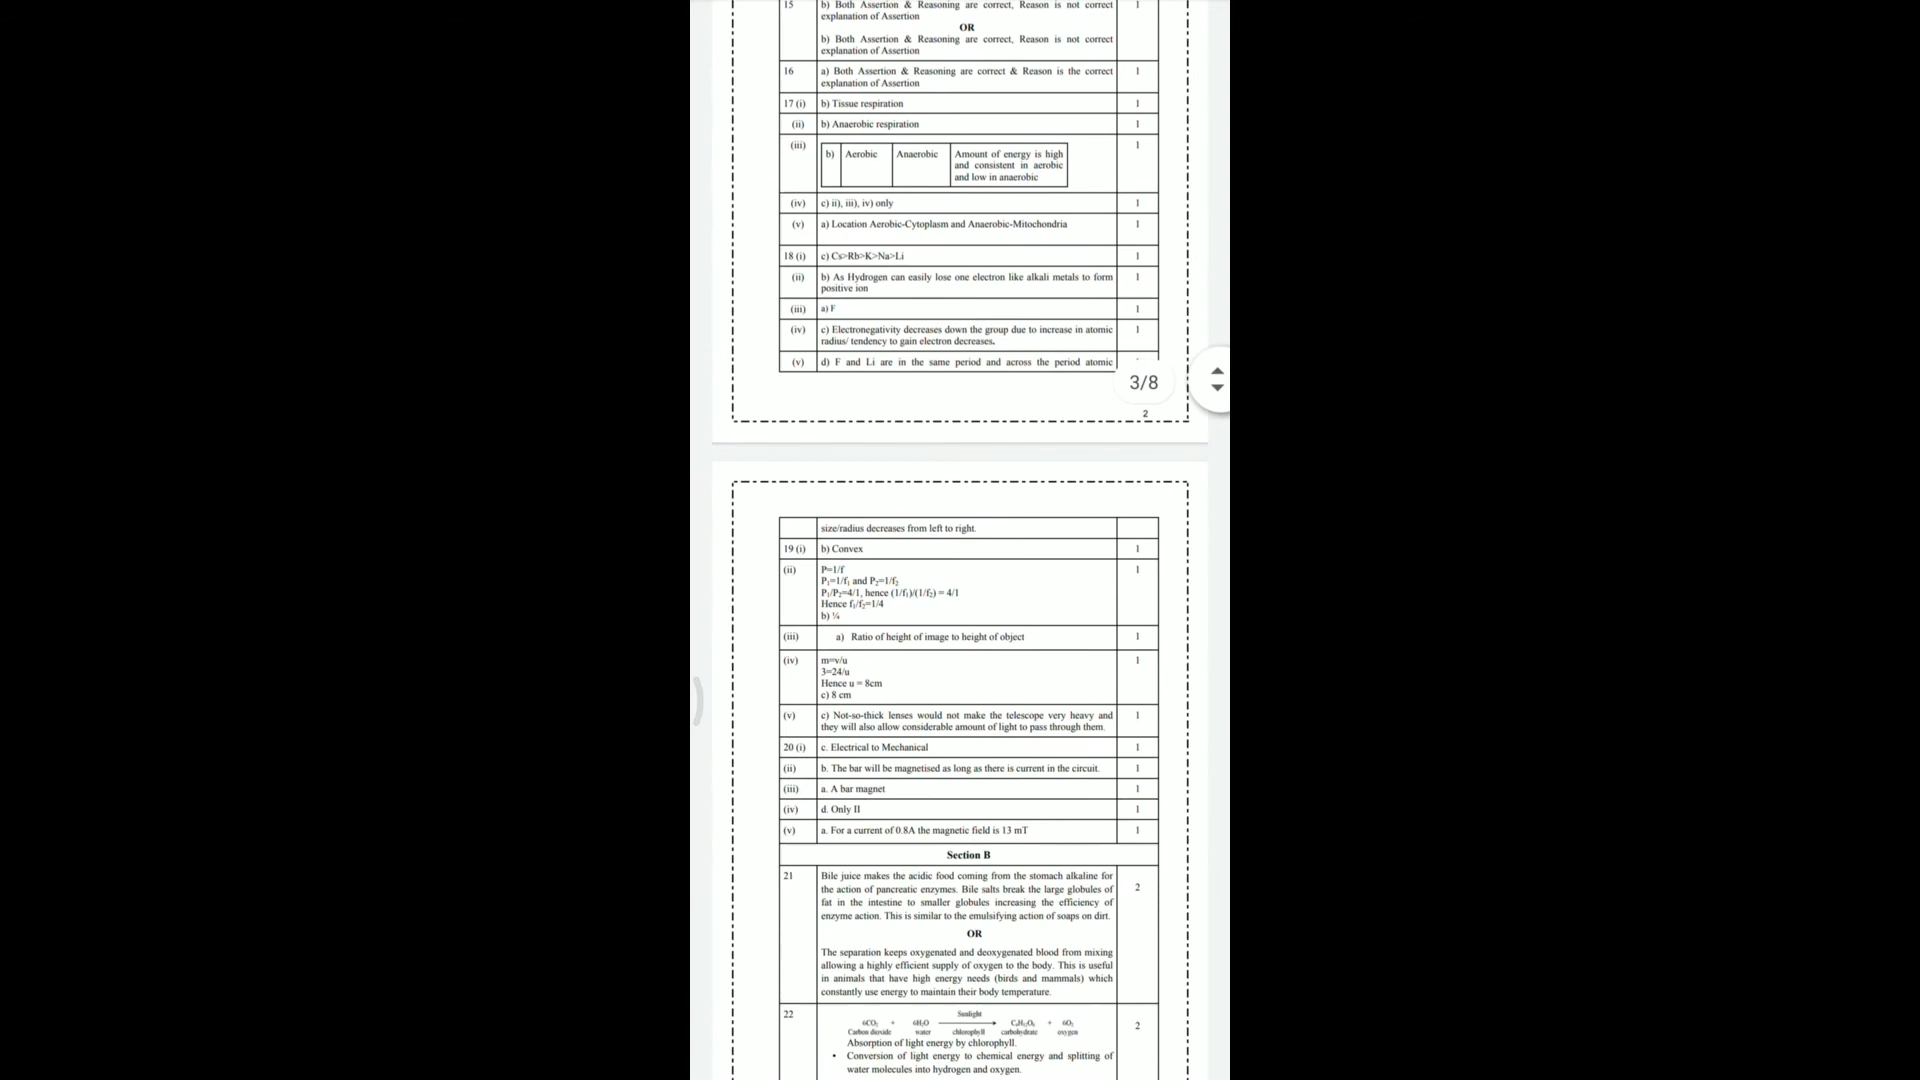 15 b) Both Assertion & Reasoning are correct, Reason is not correct 1
explanation of Assertion
OR
b) Both Assertion & Reasoning are correct, Reason is not correct
explanation of Assertion
16 a) Both Assertion & Reasoning are correct & Reason is the correct 1
explanation of Assertion
17 (i) b) Tissue respiration 1
(ii) b) Anaerobic respiration 1
(iii) 1
b) Aerobic Anaerobic Amount of energy is high
and consistent in aerobic
and low in anaerobic
(iv) c) ii), iii), iv) only 1
(v) a) Location Aerobic-Cytoplasm and Anaerobic-Mitochondria 1
18 (i) c) Cs>Rb>K>Na>Li 1
(ii) b) As Hydrogen can easily lose one electron like alkali metals to form 1
positive ion
(iii) a) F 1
(iv) c) Electronegativity decreases down the group due to increase in atomic 1
radius/ tendency to gain electron decreases.
(v) d) F and Li are in the same period and across the period atomic
3/8
2
size/radius decreases from left to right.
19 (i) b) Convex 1
(ii) P=1/f 1
P₁=1/f₁ and P₂=1/f₂
P₁/P₂=4/1, hence (1/f₁)/(1/f₂) = 4/1
Hence f₁/f₂=1/4
b) ¼
(iii) a) Ratio of height of image to height of object 1
(iv) m=v/u 1
3=24/u
Hence u = 8cm
c) 8 cm
(v) c) Not-so-thick lenses would not make the telescope very heavy and 1
they will also allow considerable amount of light to pass through them.
20 (i) c. Electrical to Mechanical 1
(ii) b. The bar will be magnetised as long as there is current in the circuit. 1
(iii) a. A bar magnet 1
(iv) d. Only II 1
(v) a. For a current of 0.8A the magnetic field is 13 mT 1
Section B
21 Bile juice makes the acidic food coming from the stomach alkaline for
the action of pancreatic enzymes. Bile salts break the large globules of 2
fat in the intestine to smaller globules increasing the efficiency of
enzyme action. This is similar to the emulsifying action of soaps on dirt.
OR
The separation keeps oxygenated and deoxygenated blood from mixing
allowing a highly efficient supply of oxygen to the body. This is useful
in animals that have high energy needs (birds and mammals) which
constantly use energy to maintain their body temperature.
22 Sunlight
6CO₂ + 6H₂O C₆H₁₂O₆ + 6O₂ 2
Carbon dioxide water chlorophyll carbohydrate oxygen
Absorption of light energy by chlorophyll.
• Conversion of light energy to chemical energy and splitting of
water molecules into hydrogen and oxygen.